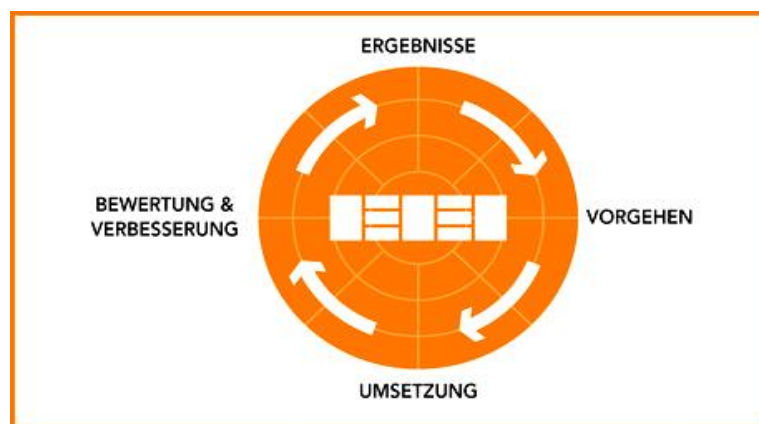 ERGEBNISSE
BEWERTUNG &
VERBESSERUNG
VORGEHEN
UMSETZUNG